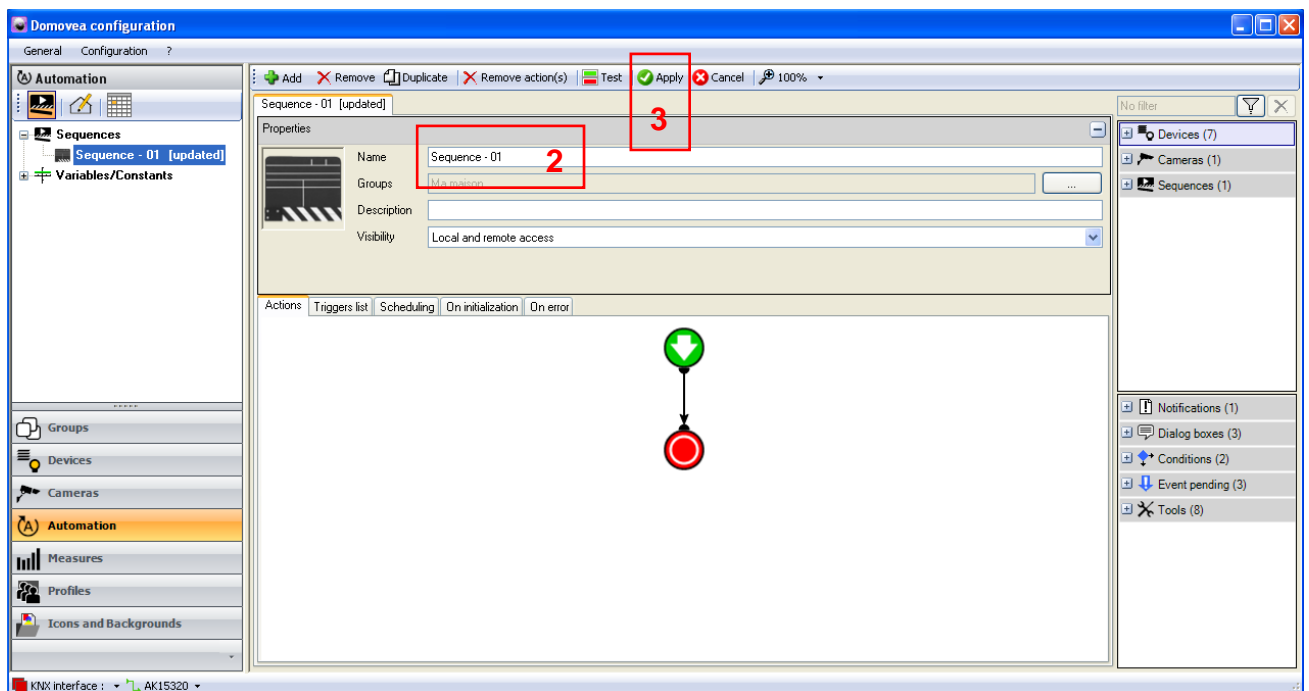 Domovea configuration
General Configuration ?
Automation
Add Remove Duplicate Remove action(s) Test Apply Cancel 100%
3
Sequence - 01 [updated]
No filter
Sequences
Sequence - 01 [updated]
Variables/Constants
Properties
Name Sequence - 01
2
Groups Ma maison ...
Description
Visibility Local and remote access
Devices (7)
Cameras (1)
Sequences (1)
Actions Triggers list Scheduling On initialization On error
Groups
Devices
Cameras
Automation
Measures
Profiles
Icons and Backgrounds
Notifications (1)
Dialog boxes (3)
Conditions (2)
Event pending (3)
Tools (8)
KNX interface : AK15320